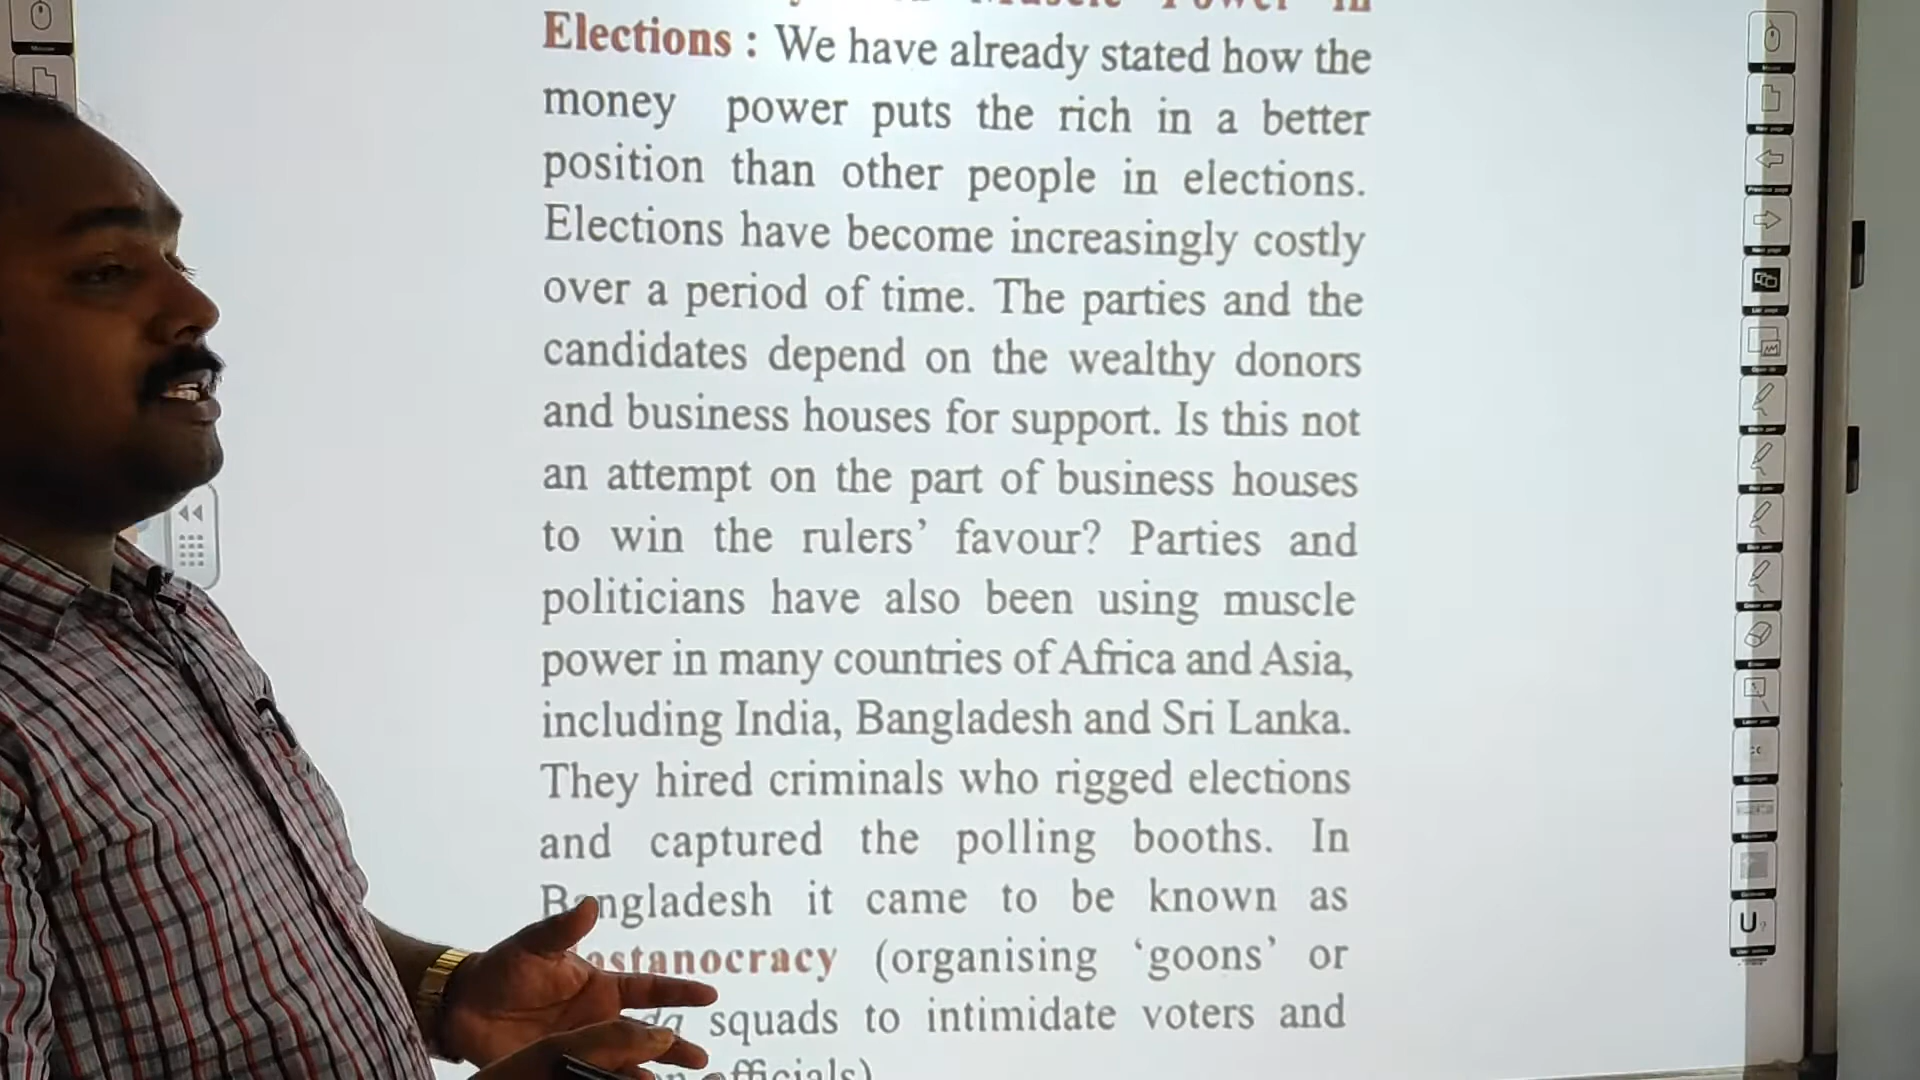 Muscle Power in
Elections : We have already stated how the
money power puts the rich in a better
position than other people in elections.
Elections have become increasingly costly
over a period of time. The parties and the
candidates depend on the wealthy donors
and business houses for support. Is this not
an attempt on the part of business houses
to win the rulers’ favour? Parties and
politicians have also been using muscle
power in many countries of Africa and Asia,
including India, Bangladesh and Sri Lanka.
They hired criminals who rigged elections
and captured the polling booths. In
Bangladesh it came to be known as
astanocracy (organising ‘goons’ or
squads to intimidate voters and
officials)